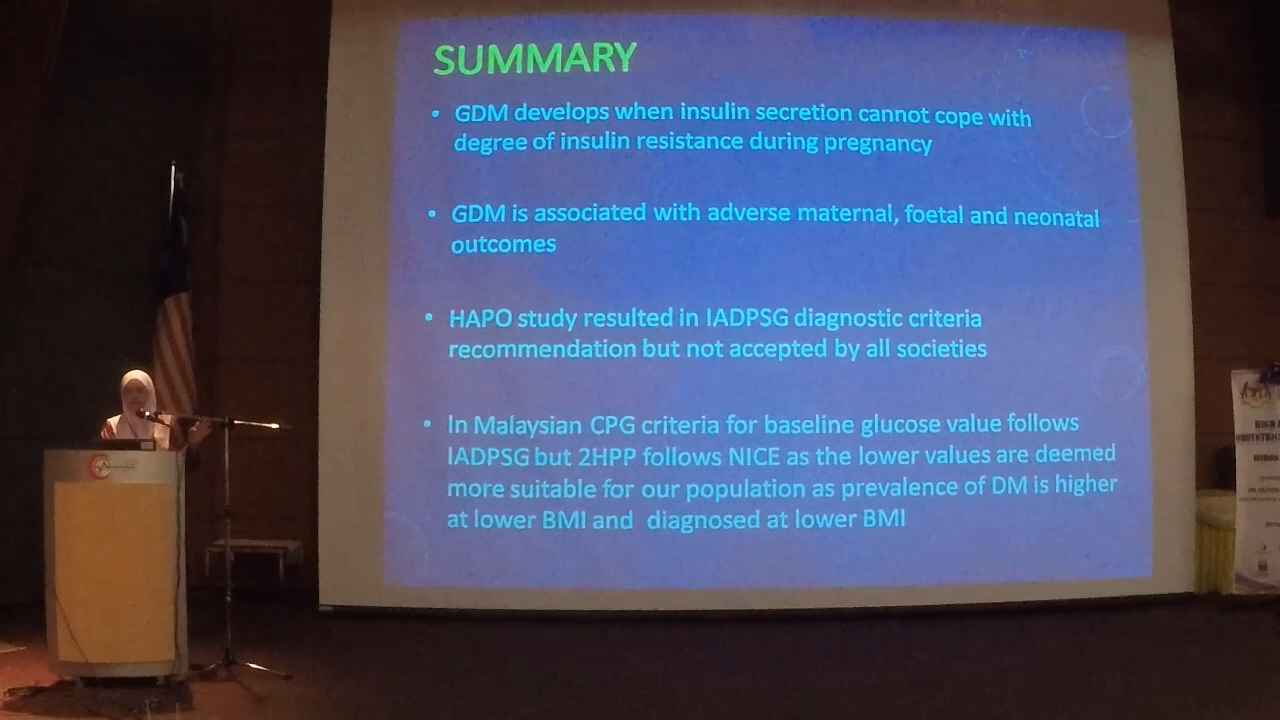 SUMMARY
• GDM develops when insulin secretion cannot cope with
degree of insulin resistance during pregnancy
• GDM is associated with adverse maternal, foetal and neonatal
outcomes
• HAPO study resulted in IADPSG diagnostic criteria
recommendation but not accepted by all societies
• In Malaysian CPG criteria for baseline glucose value follows
IADPSG but 2HPP follows NICE as the lower values are deemed
more suitable for our population as prevalence of DM is higher
at lower BMI and diagnosed at lower BMI